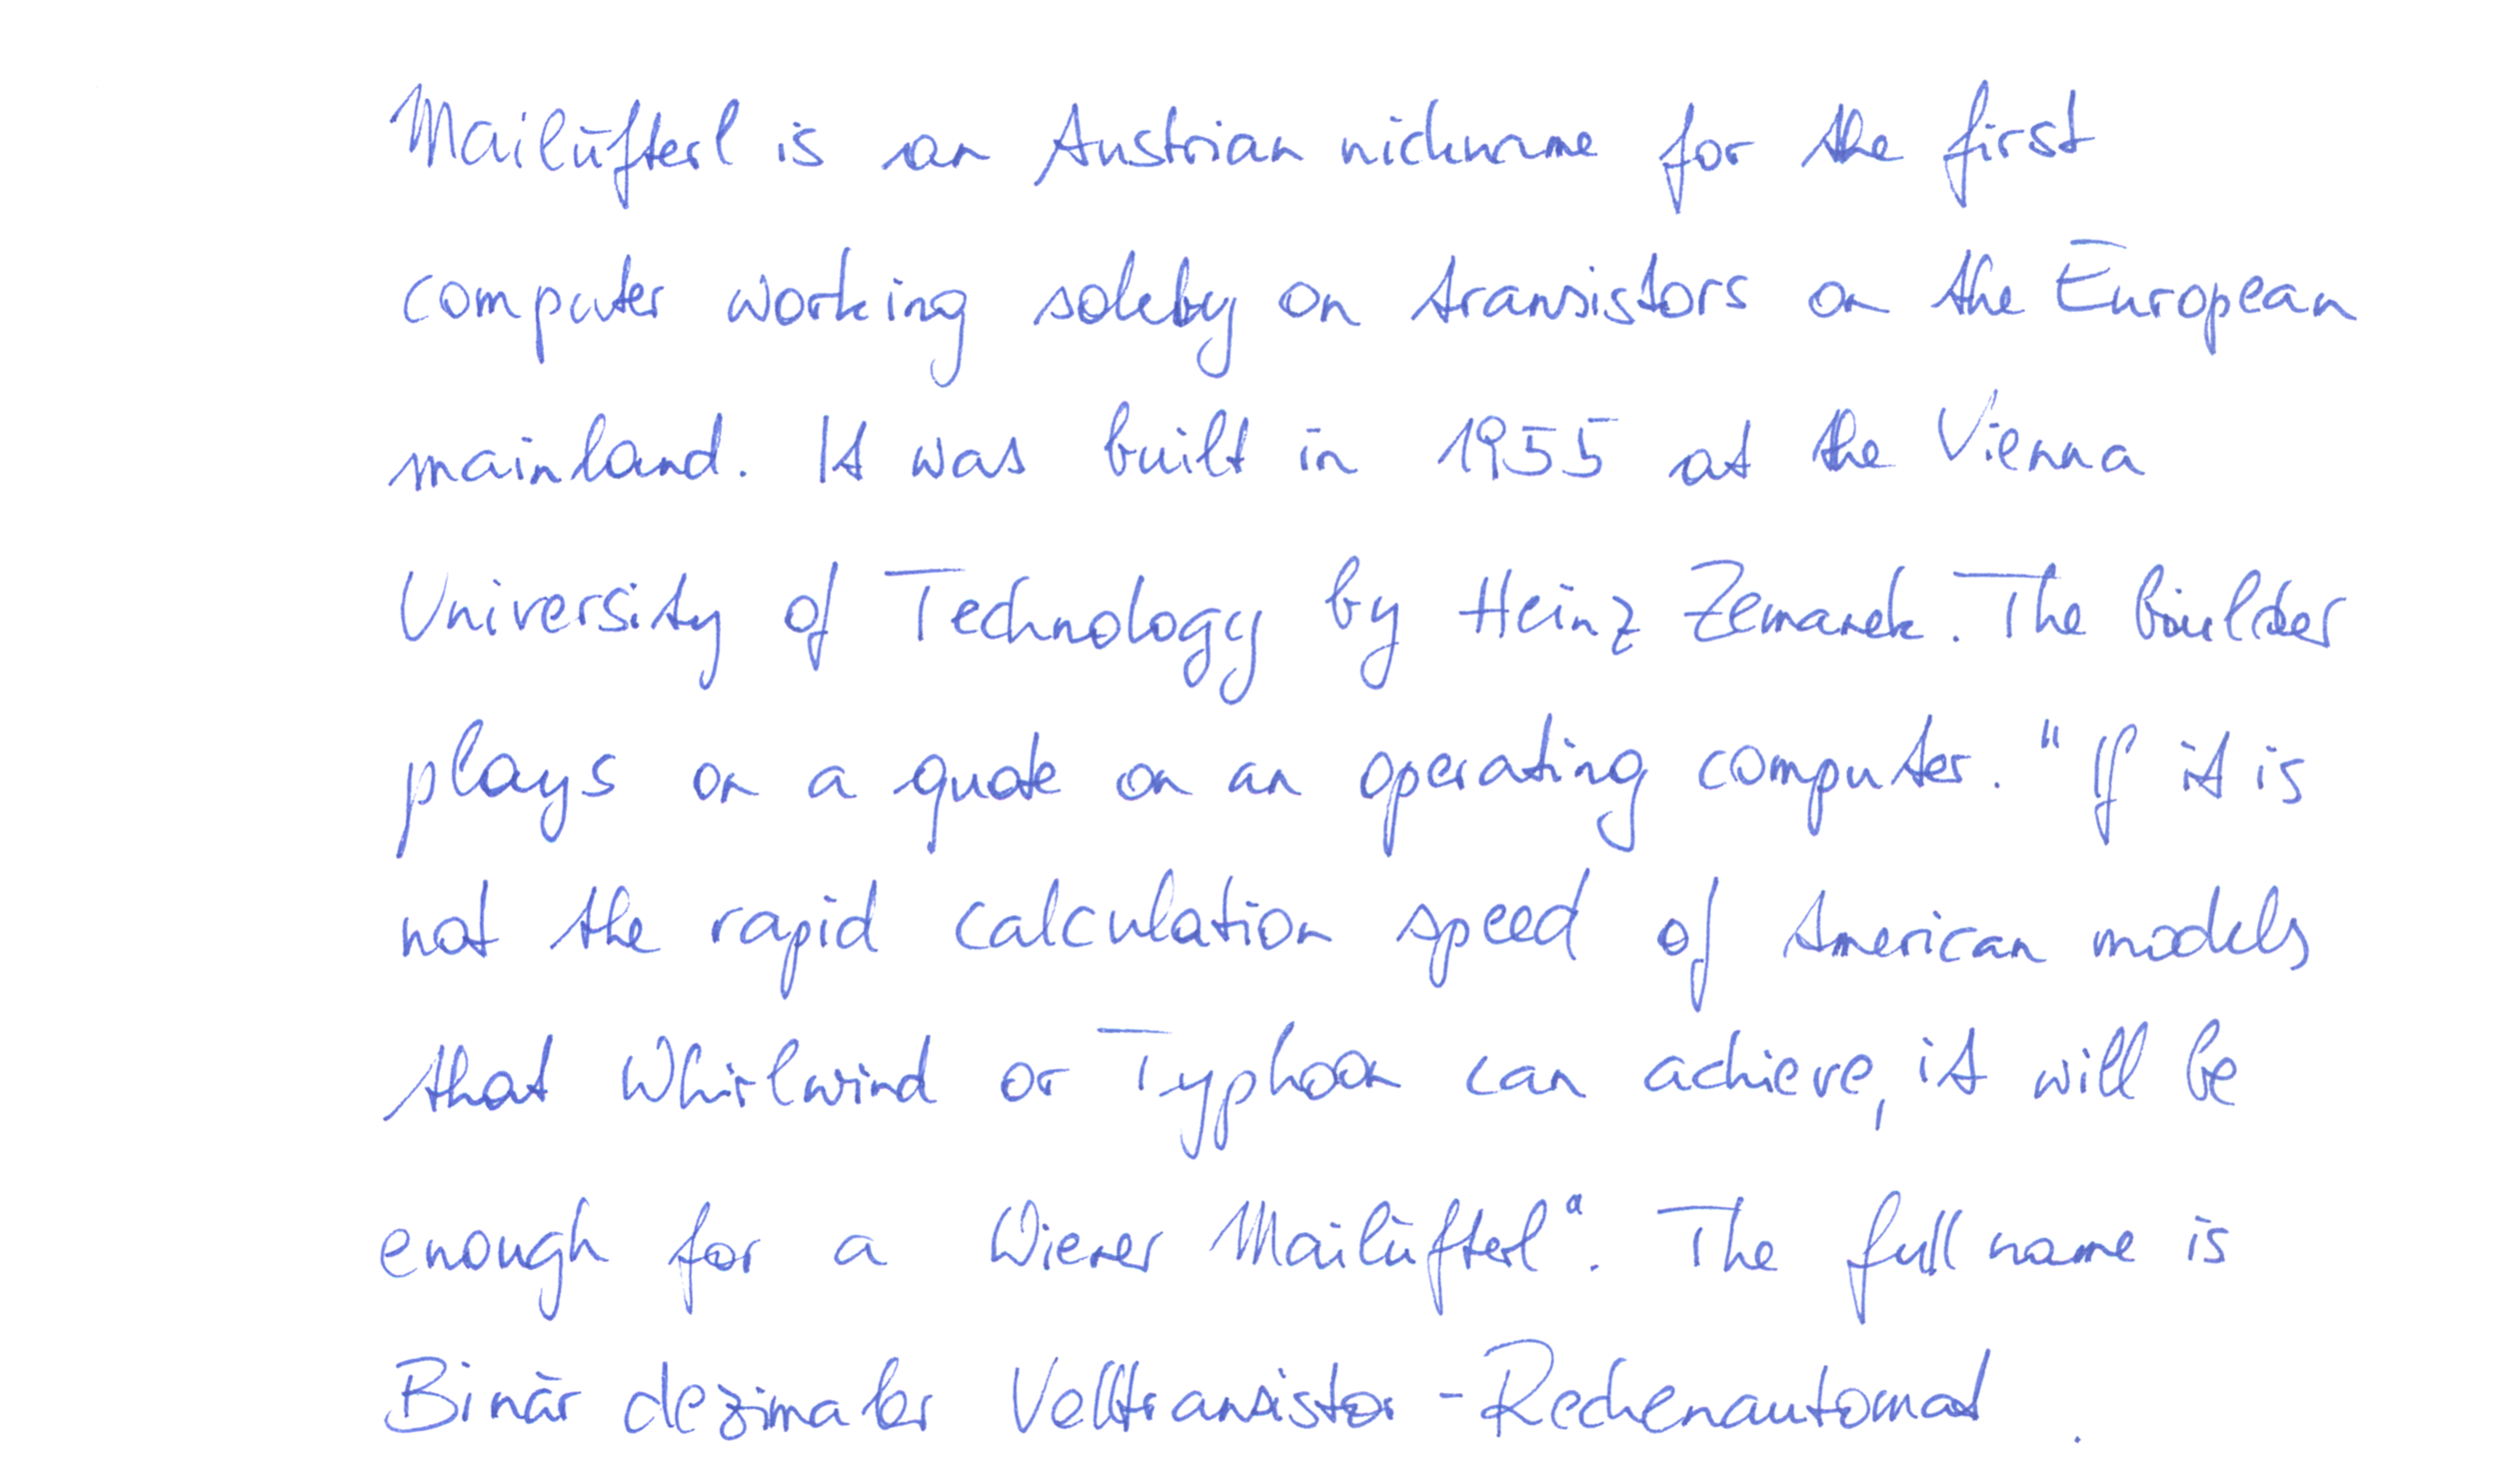 Mailüfterl is an Austrian nickname for the first
computer working solely on transistors on the European
mainland. It was built in 1955 at the Vienna
University of Technology by Heinz Zemanek. The builder
plays on a quote on an operating computer. "If it is
not the rapid calculation speed of American models
that Whirlwind or Typhoon can achieve, it will be
enough for a Wiener Mailüfterl". The full name is
Binär dezimaler Volltransistor-Rechenautomat.